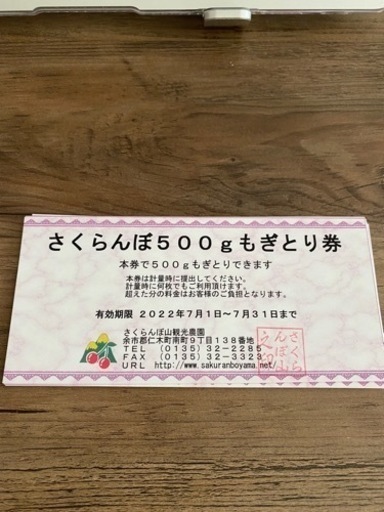 さくらんぼ５００ｇもぎとり券
本券で５００ｇもぎとりできます
本券は計量時に提出してください。
計量時に何枚でもご利用頂けます。
超えた分の料金はお客様のご負担となります。
有効期限 ２０２２年７月１日～７月３１日まで
さくらんぼ山観光農園
余市郡仁木町南町９丁目１３８番地
ＴＥＬ （０１３５）３２－２２８５
ＦＡＸ （０１３５）３２－３３２３
ＵＲＬ http://www.sakuranboyama.net/